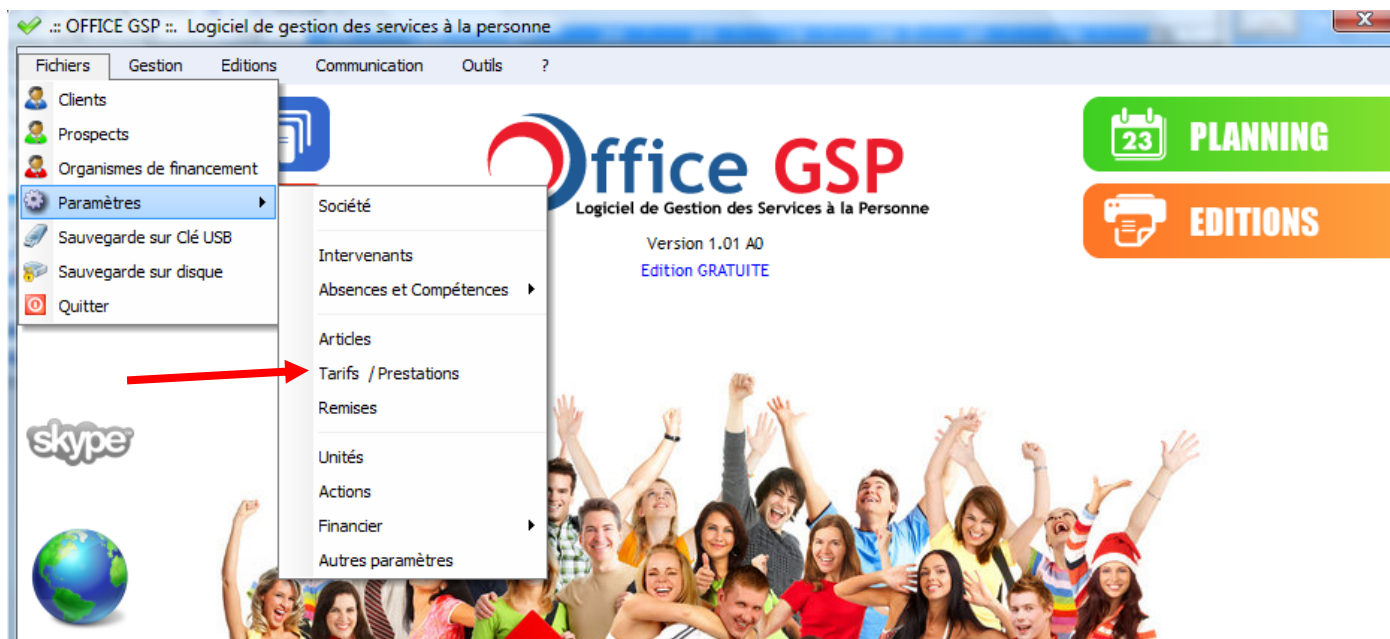 .:: OFFICE GSP ::. Logiciel de gestion des services à la personne
X
Fichiers Gestion Editions Communication Outils ?
Clients
Prospects
Organismes de financement
Paramètres
Sauvegarde sur Clé USB
Sauvegarde sur disque
Quitter
Société
Intervenants
Absences et Compétences
Articles
Tarifs / Prestations
Remises
Unités
Actions
Financier
Autres paramètres
Office GSP
Logiciel de Gestion des Services à la Personne
Version 1.01 A0
Edition GRATUITE
23 PLANNING
EDITIONS
skype